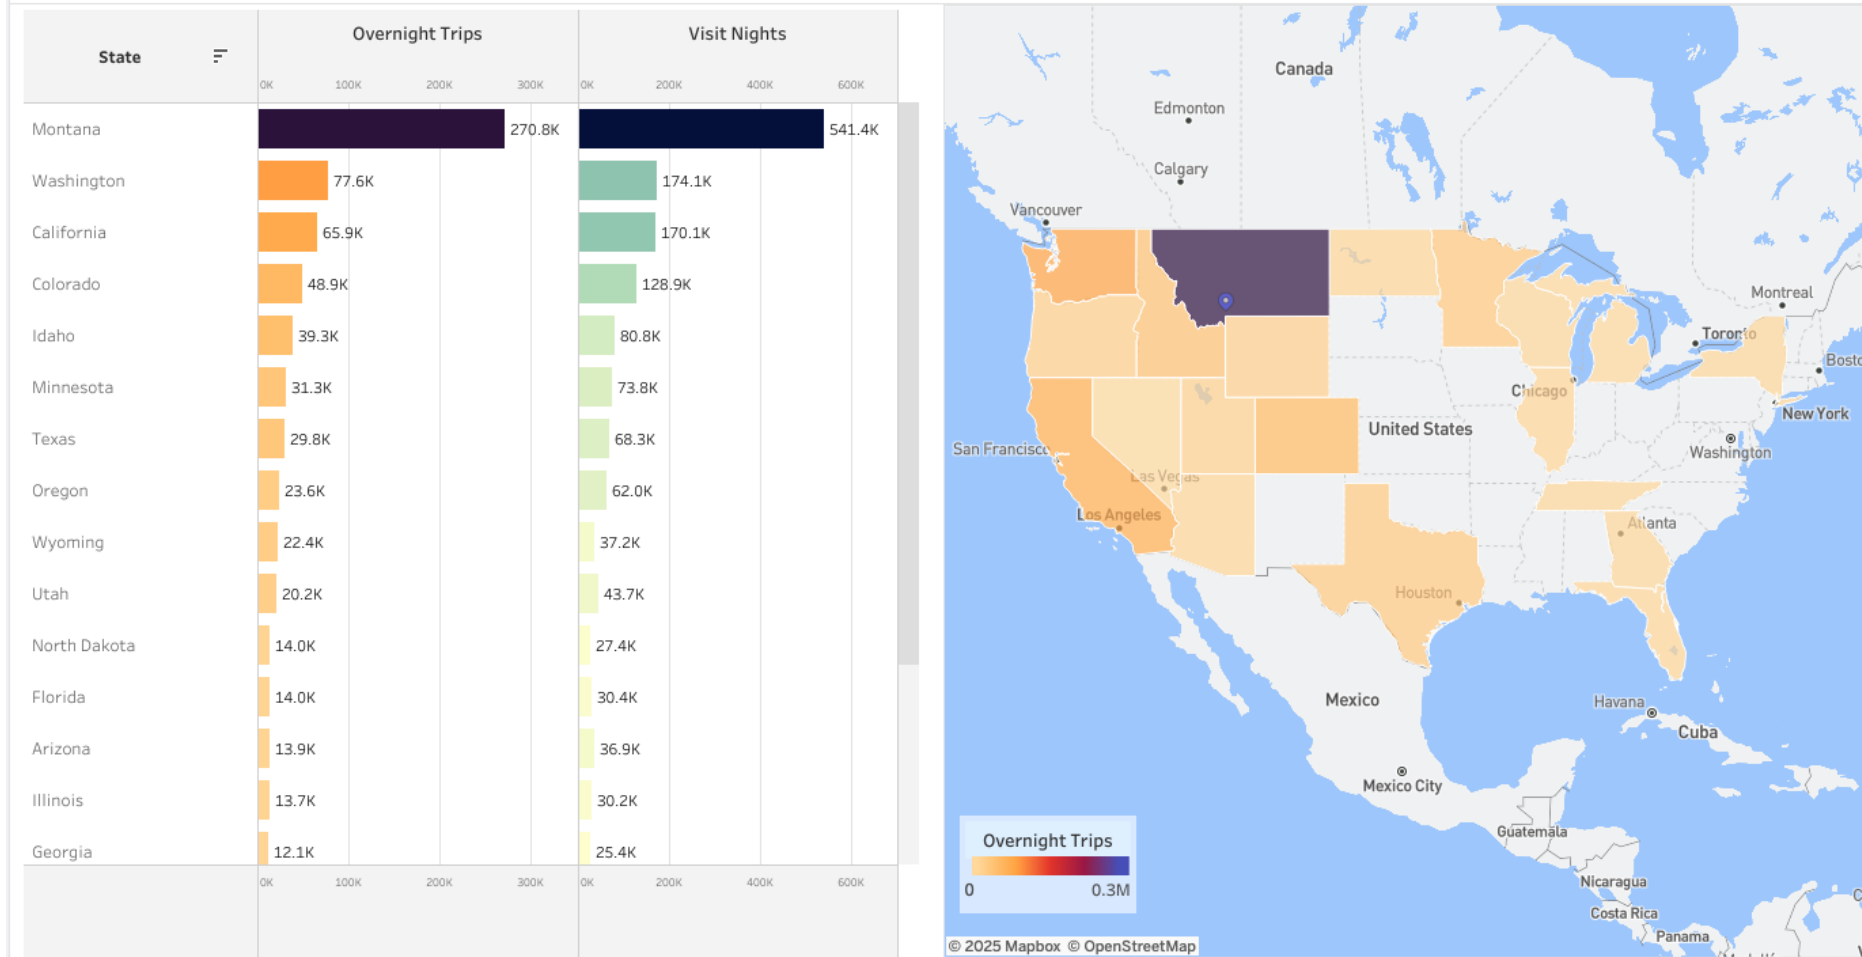 Overnight Trips
Visit Nights
State
0K 100K 200K 300K 0K 200K 400K 600K
Montana 270.8K 541.4K
Washington 77.6K 174.1K
California 65.9K 170.1K
Colorado 48.9K 128.9K
Idaho 39.3K 80.8K
Minnesota 31.3K 73.8K
Texas 29.8K 68.3K
Oregon 23.6K 62.0K
Wyoming 22.4K 37.2K
Utah 20.2K 43.7K
North Dakota 14.0K 27.4K
Florida 14.0K 30.4K
Arizona 13.9K 36.9K
Illinois 13.7K 30.2K
Georgia 12.1K 25.4K
0K 100K 200K 300K 0K 200K 400K 600K
Canada
Edmonton
Calgary
Vancouver
Montreal
Toronto
Bosto
Chicago
New York
United States
Washington
San Francisco
Las Vegas
Los Angeles
Atlanta
Houston
Mexico
Havana
Cuba
Mexico City
Guatemala
Nicaragua
Costa Rica
Panama
Overnight Trips
0 0.3M
© 2025 Mapbox © OpenStreetMap